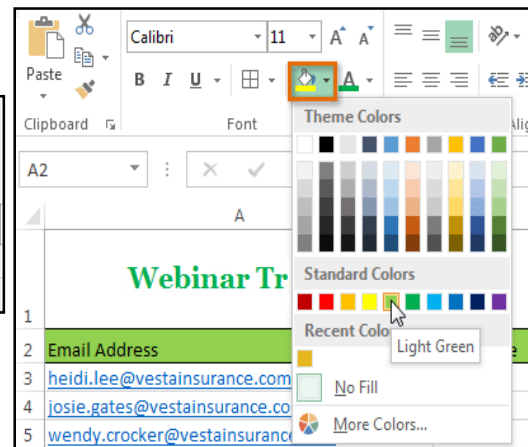 Calibri
11
A A
Paste
B I U
A
Clipboard
Font
Theme Colors
A2
A
Webinar Tr
Standard Colors
1
Recent Colo
Light Green
2 Email Address
3 heidi.lee@vestainsurance.com
No Fill
4 josie.gates@vestainsurance.co
More Colors...
5 wendy.crocker@vestainsurance